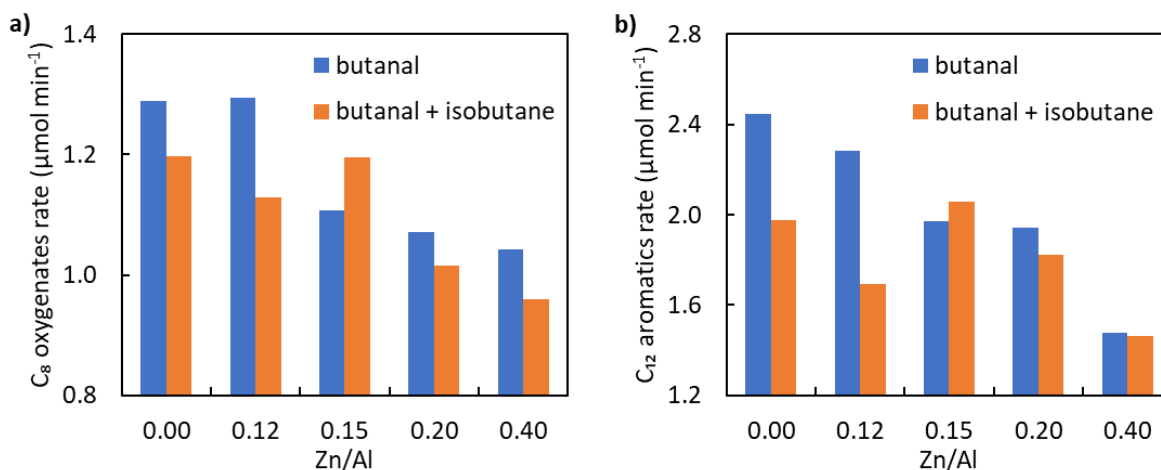 a)
C₈ oxygenates rate (µmol min⁻¹)
1.4
1.2
1.0
0.8
butanal
butanal + isobutane
0.00 0.12 0.15 0.20 0.40
Zn/Al
b)
C₁₂ aromatics rate (µmol min⁻¹)
2.8
2.4
2.0
1.6
1.2
butanal
butanal + isobutane
0.00 0.12 0.15 0.20 0.40
Zn/Al